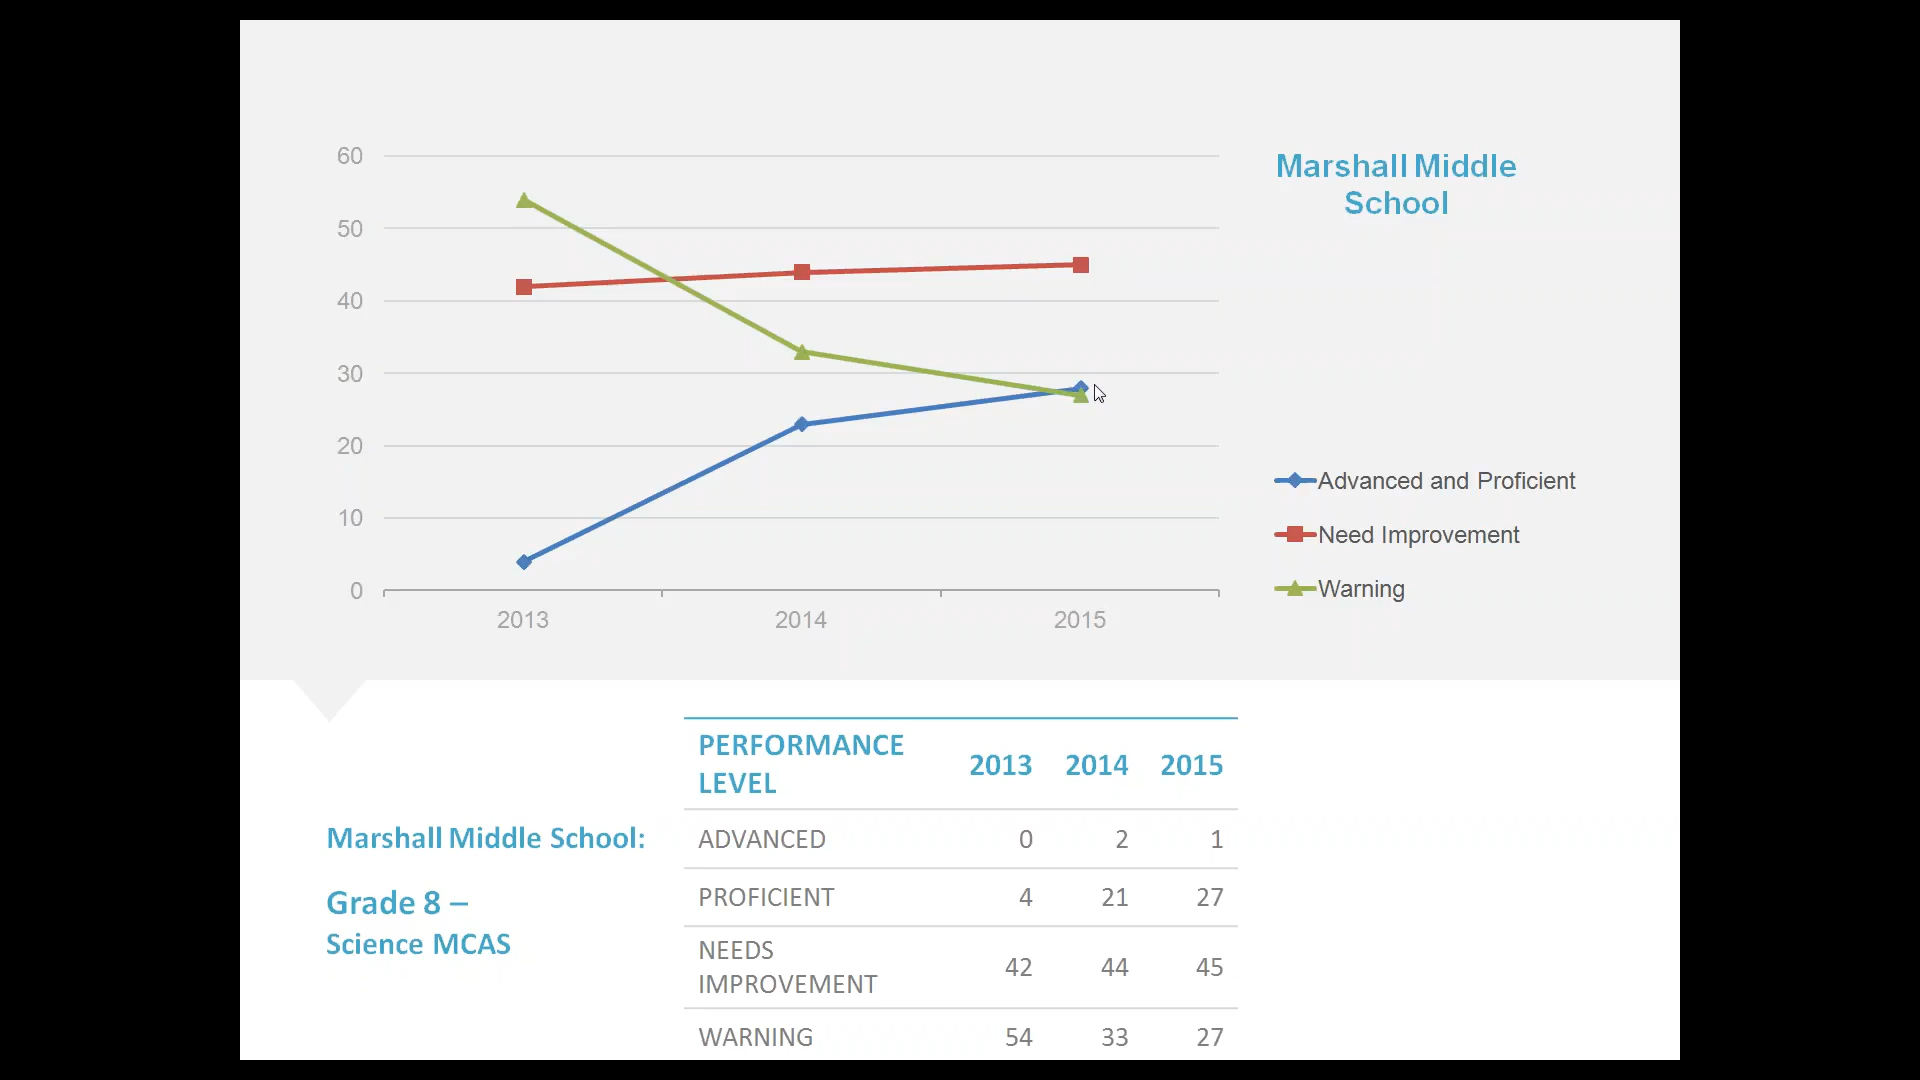 Marshall Middle
School
60
50
40
30
20
10
0
2013 2014 2015
Advanced and Proficient
Need Improvement
Warning
Marshall Middle School:
Grade 8 –
Science MCAS
PERFORMANCE
LEVEL 2013 2014 2015
ADVANCED 0 2 1
PROFICIENT 4 21 27
NEEDS
IMPROVEMENT 42 44 45
WARNING 54 33 27